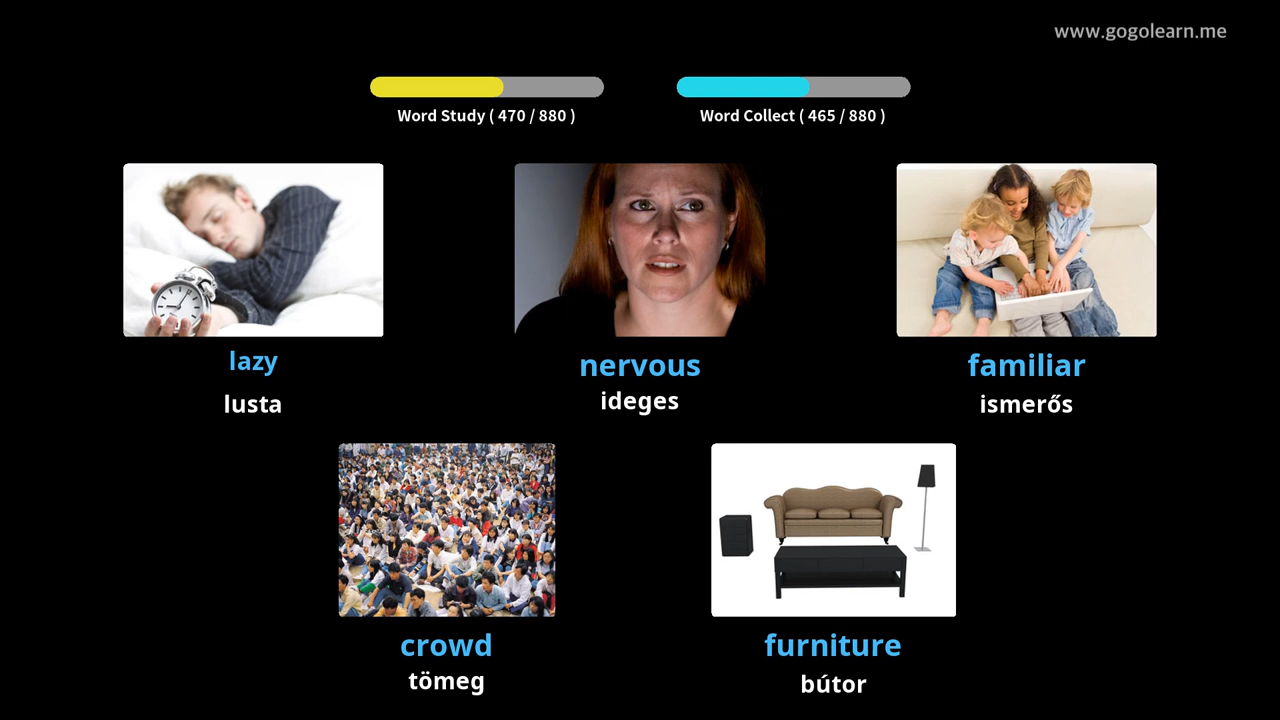 www.gogolearn.me
Word Study ( 470 / 880 )
Word Collect ( 465 / 880 )
lazy
lusta
nervous
ideges
familiar
ismerős
crowd
tömeg
furniture
bútor